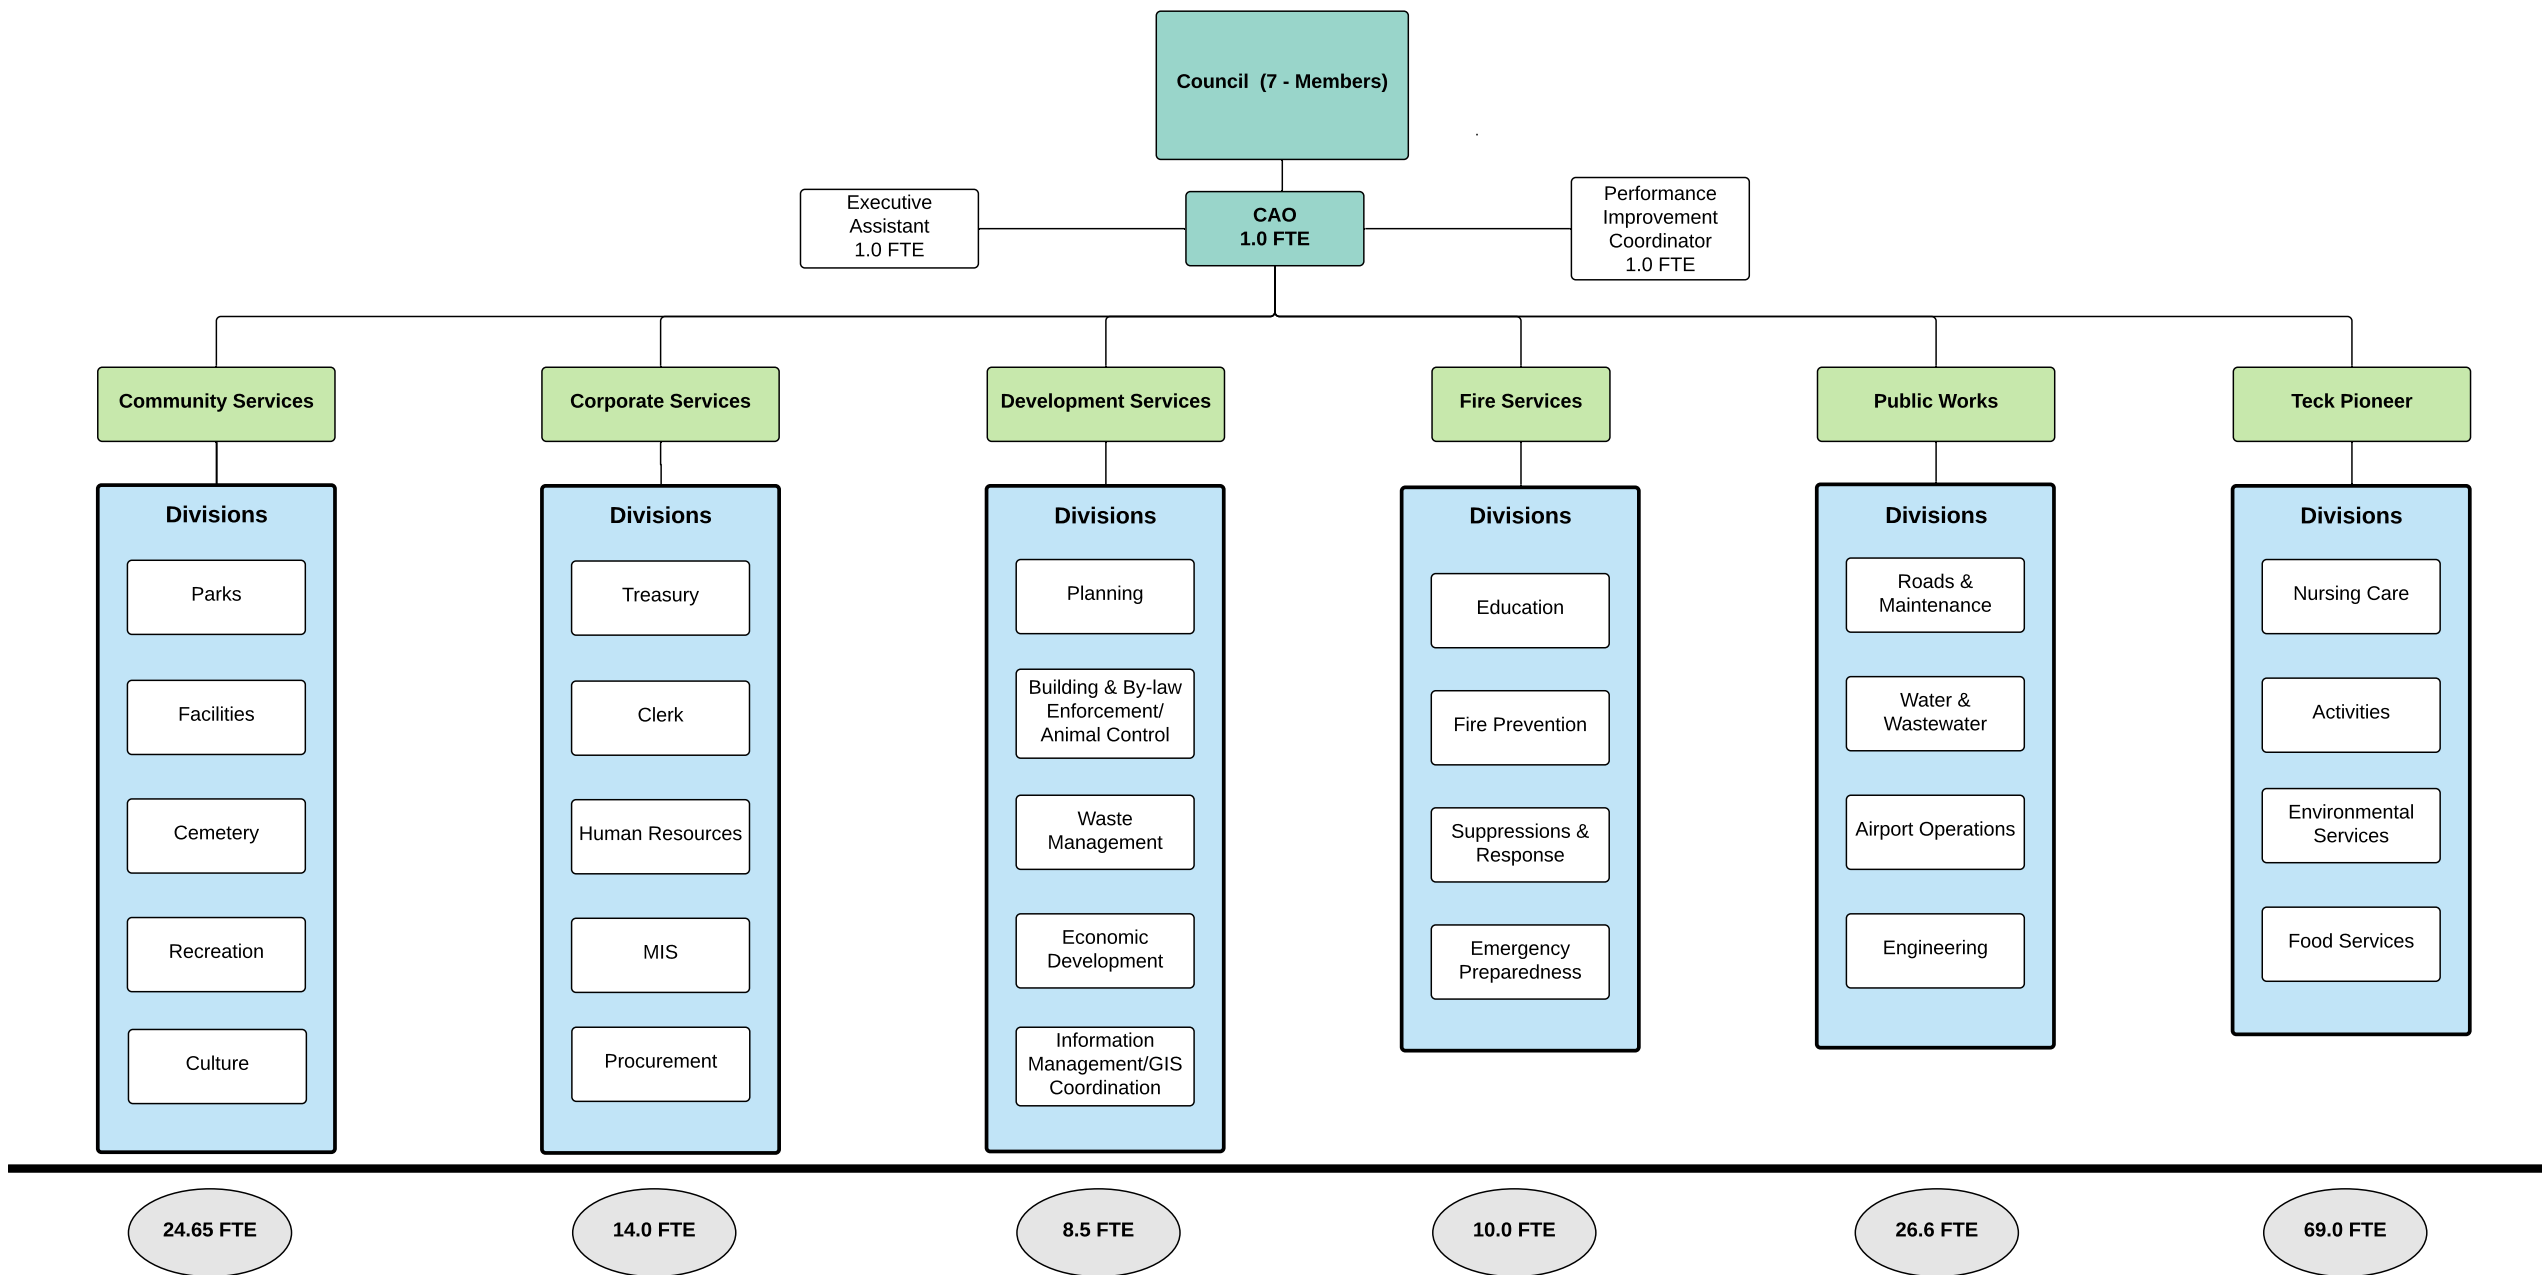 Council (7 - Members)
Executive
Assistant
1.0 FTE
CAO
1.0 FTE
Performance
Improvement
Coordinator
1.0 FTE
Community Services
Corporate Services
Development Services
Fire Services
Public Works
Teck Pioneer
Divisions
Parks
Facilities
Cemetery
Recreation
Culture
Divisions
Treasury
Clerk
Human Resources
MIS
Procurement
Divisions
Planning
Building & By-law
Enforcement/
Animal Control
Waste
Management
Economic
Development
Information
Management/GIS
Coordination
Divisions
Education
Fire Prevention
Suppressions &
Response
Emergency
Preparedness
Divisions
Roads &
Maintenance
Water &
Wastewater
Airport Operations
Engineering
Divisions
Nursing Care
Activities
Environmental
Services
Food Services
24.65 FTE
14.0 FTE
8.5 FTE
10.0 FTE
26.6 FTE
69.0 FTE